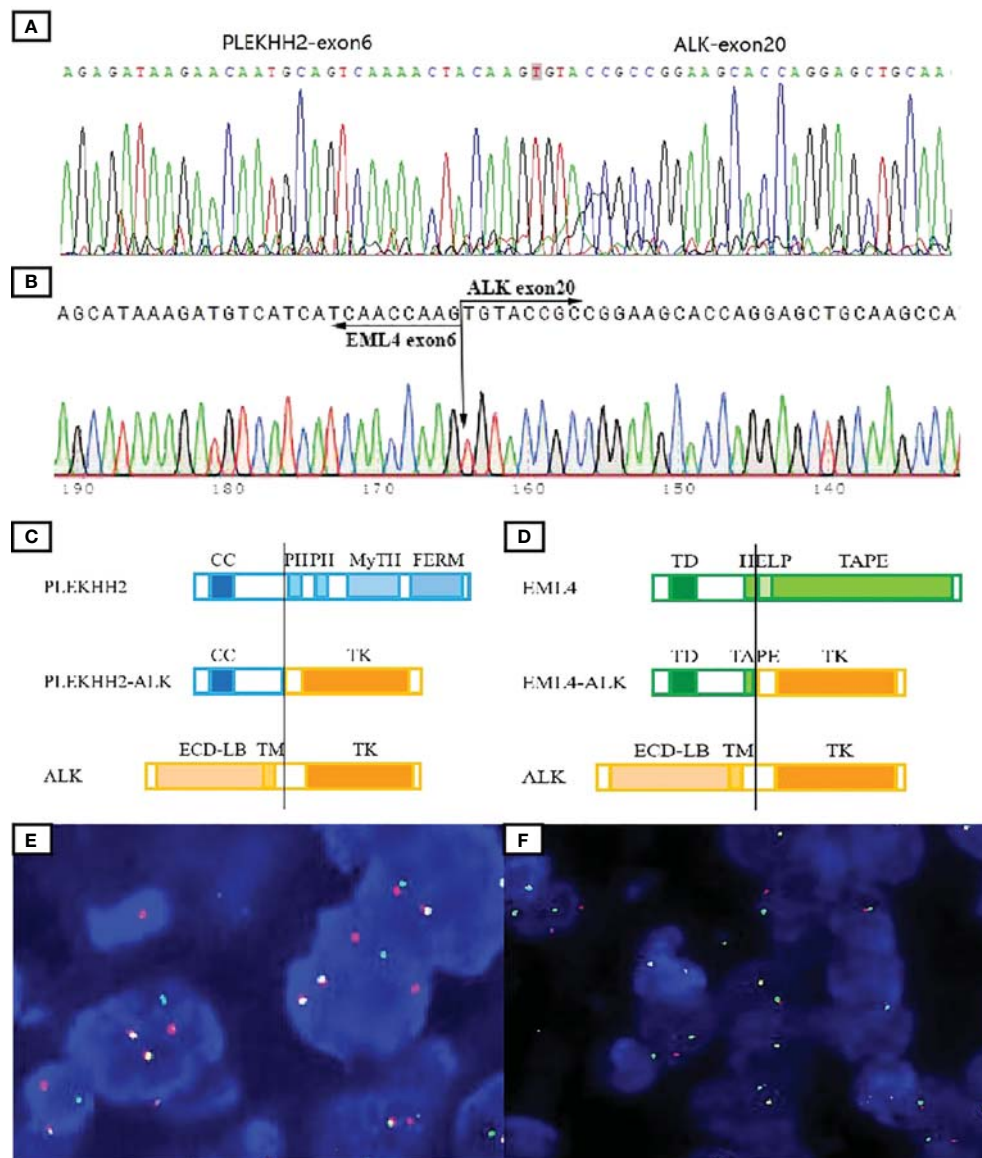 A
PLEKHH2-exon6 ALK-exon20
AGAGATAAGAACAATGCAGTCAAAACTACAAGTGTACCGCCGGAAGCACCAGGAGCTGCAA
B
ALK exon20
AGCATAAAGATGTCATCATCAACCAAGTGTACCGCCGGAAGCACCAGGAGCTGCAAGCCA
EML4 exon6
190 180 170 160 150 140
C
CC PHPH MyTH FERM
PLEKHH2
CC TK
PLEKHH2-ALK
ECD-LB TM TK
ALK
D
TD HELP TAPE
EML4
TD TAPE TK
EML4-ALK
ECD-LB TM TK
ALK
E
F